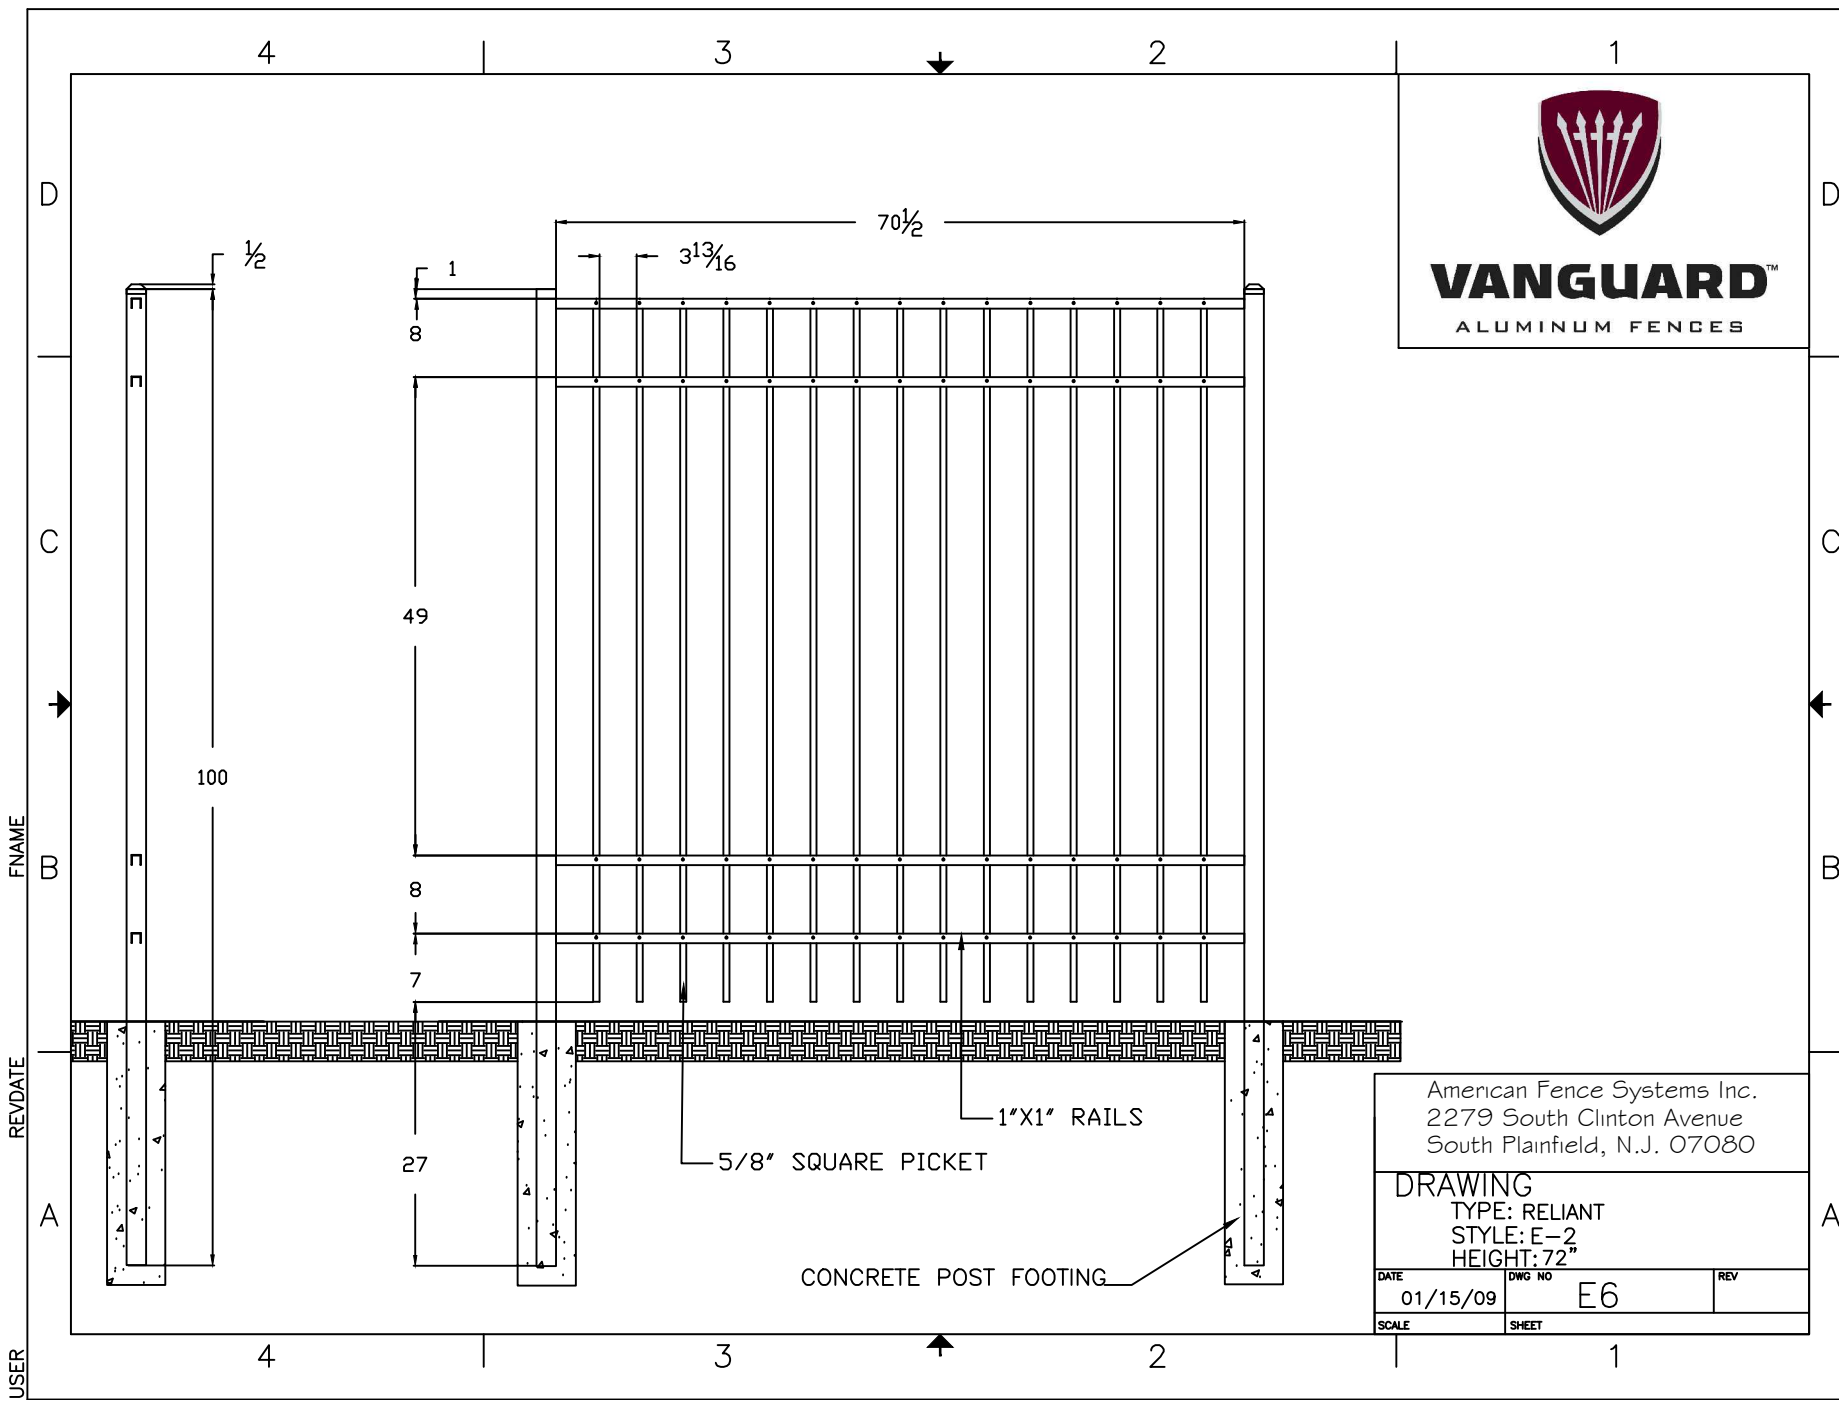 4 3 2 1
D D
70½
½
3 13/16
1
8
VANGUARD™
ALUMINUM FENCES
C C
49
100
FNAME
B B
8
7
REVDATE
27
1"X1" RAILS
5/8" SQUARE PICKET
CONCRETE POST FOOTING
A A
American Fence Systems Inc.
2279 South Clinton Avenue
South Plainfield, N.J. 07080
DRAWING
TYPE: RELIANT
STYLE: E-2
HEIGHT: 72"
DATE DWG NO REV
01/15/09 E6
SCALE SHEET
USER
4 3 2 1